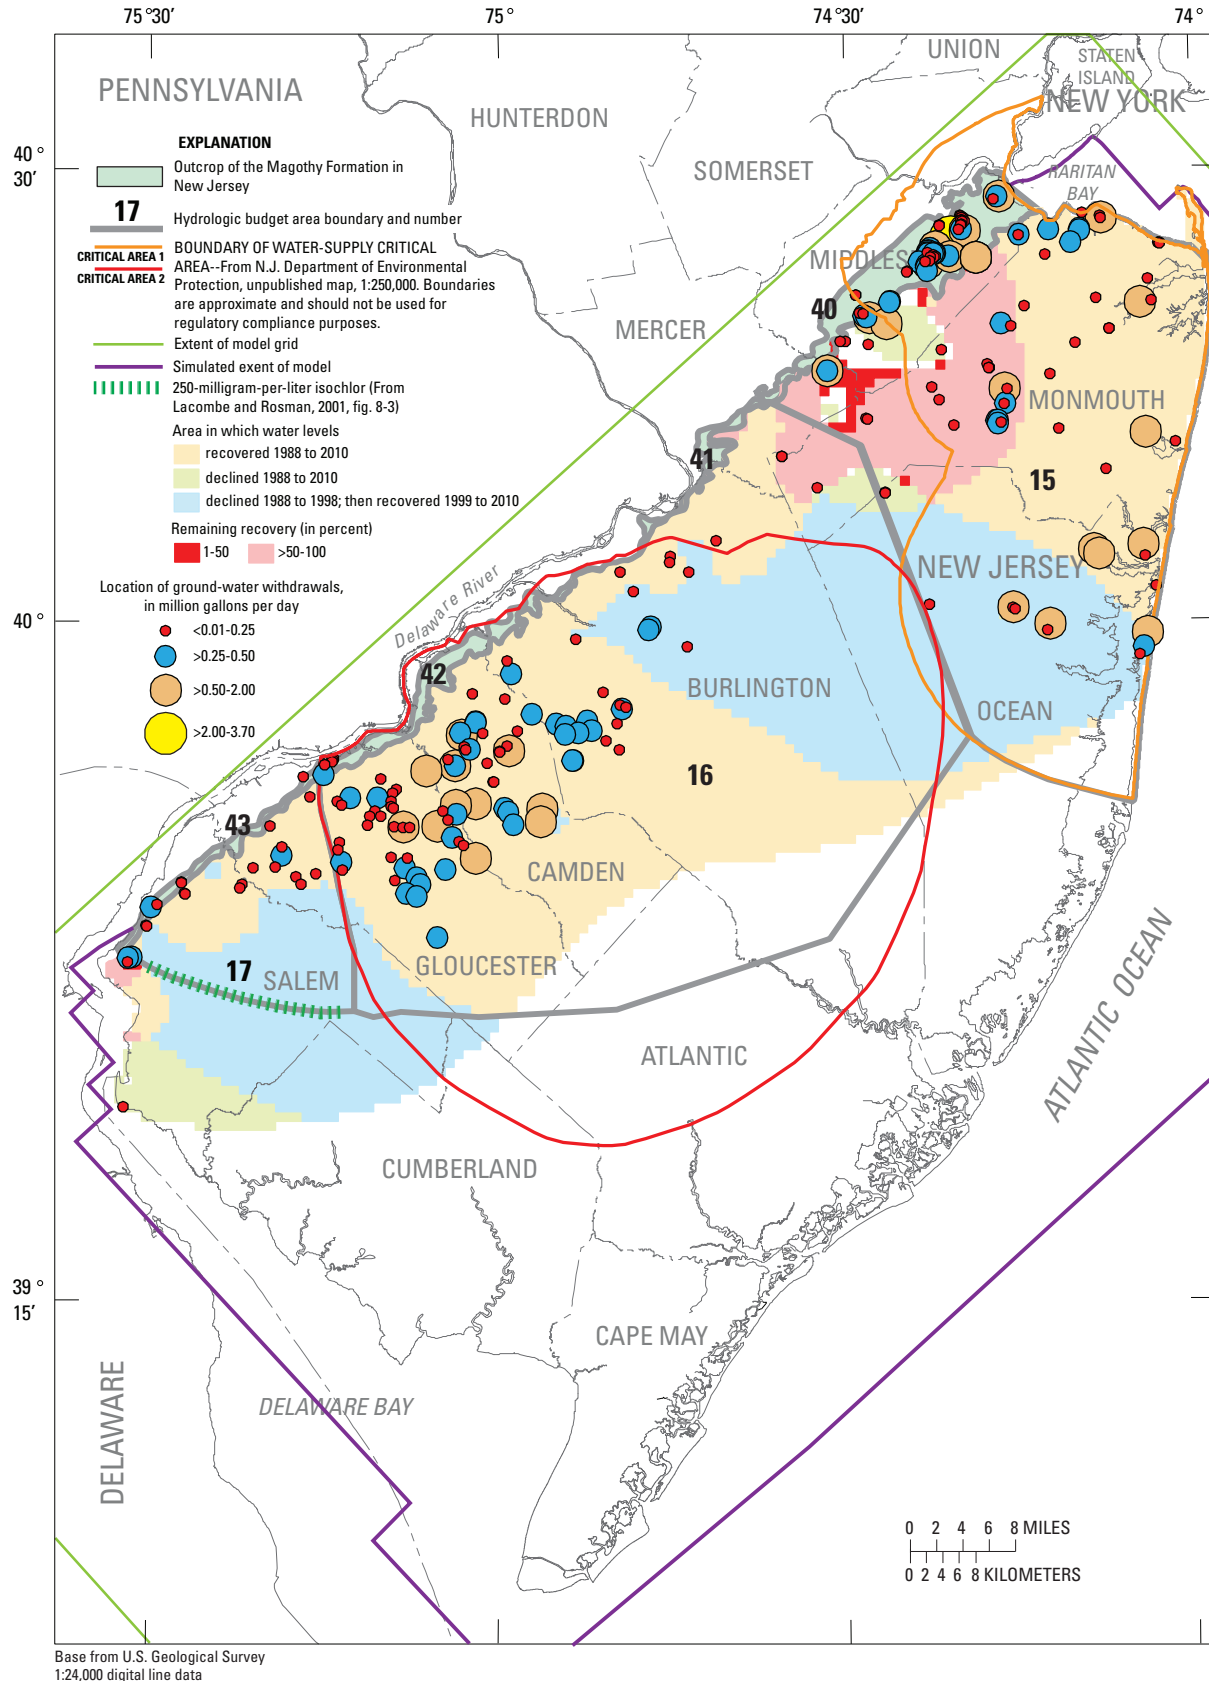 75 °30'
75 °
74 °30'
74 °
UNION
STATEN
ISLAND
NEW YORK
PENNSYLVANIA
HUNTERDON
SOMERSET
RARITAN
BAY
40 °
30'
EXPLANATION
Outcrop of the Magothy Formation in
New Jersey
17
Hydrologic budget area boundary and number
CRITICAL AREA 1
CRITICAL AREA 2
BOUNDARY OF WATER-SUPPLY CRITICAL
AREA--From N.J. Department of Environmental
Protection, unpublished map, 1:250,000. Boundaries
are approximate and should not be used for
regulatory compliance purposes.
Extent of model grid
Simulated exent of model
250-milligram-per-liter isochlor (From
Lacombe and Rosman, 2001, fig. 8-3)
Area in which water levels
recovered 1988 to 2010
declined 1988 to 2010
declined 1988 to 1998; then recovered 1999 to 2010
Remaining recovery (in percent)
1-50
>50-100
Location of ground-water withdrawals,
in million gallons per day
<0.01-0.25
>0.25-0.50
>0.50-2.00
>2.00-3.70
MIDDLES
40
MERCER
MONMOUTH
41
15
NEW JERSEY
40 °
Delaware River
42
BURLINGTON
OCEAN
16
43
CAMDEN
17
SALEM
GLOUCESTER
ATLANTIC
ATLANTIC OCEAN
CUMBERLAND
39 °
15'
CAPE MAY
DELAWARE
DELAWARE BAY
0 2 4 6 8 MILES
0 2 4 6 8 KILOMETERS
Base from U.S. Geological Survey
1:24,000 digital line data